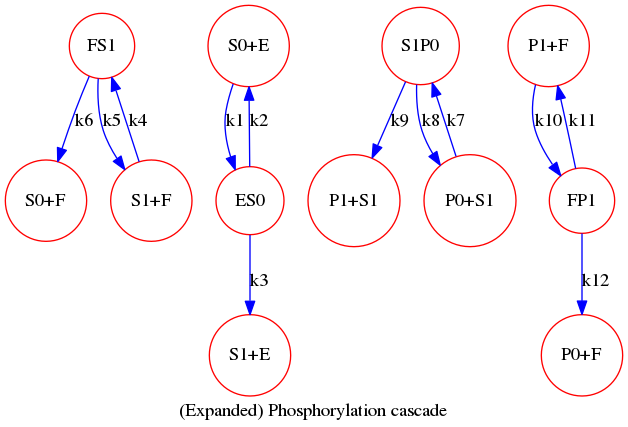 FS1
S0+E
S1P0
P1+F
k6
k5
k4
k1
k2
k9
k8
k7
k10
k11
S0+F
S1+F
ES0
P1+S1
P0+S1
FP1
k3
k12
S1+E
P0+F
(Expanded) Phosphorylation cascade